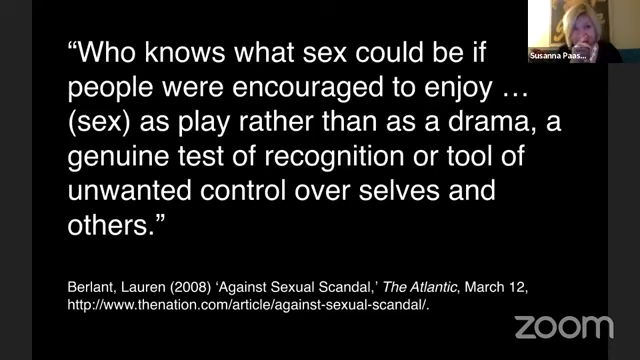 “Who knows what sex could be if
people were encouraged to enjoy …
(sex) as play rather than as a drama, a
genuine test of recognition or tool of
unwanted control over selves and
others.”
Berlant, Lauren (2008) ‘Against Sexual Scandal,’ The Atlantic, March 12,
http://www.thenation.com/article/against-sexual-scandal/.
Susanna Paas...
zoom